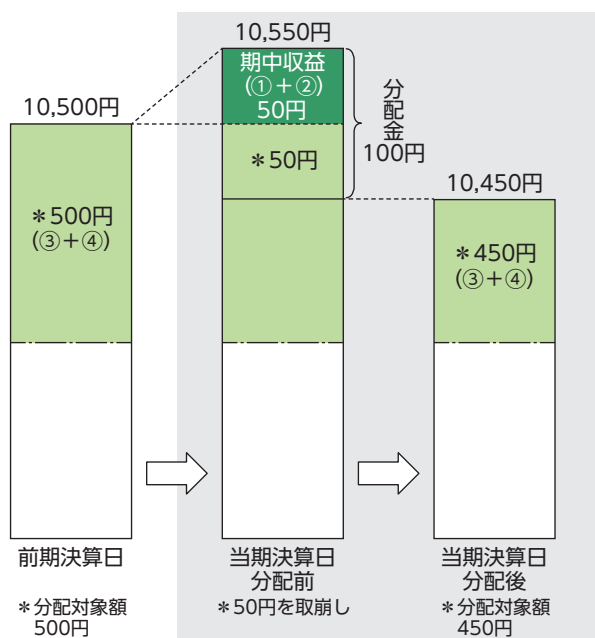 10,550円
期中収益
(①+②)
50円
分配金
100円
10,500円
*50円
10,450円
*500円
(③+④)
*450円
(③+④)
前期決算日
当期決算日
分配前
当期決算日
分配後
*分配対象額
500円
*50円を取崩し
*分配対象額
450円